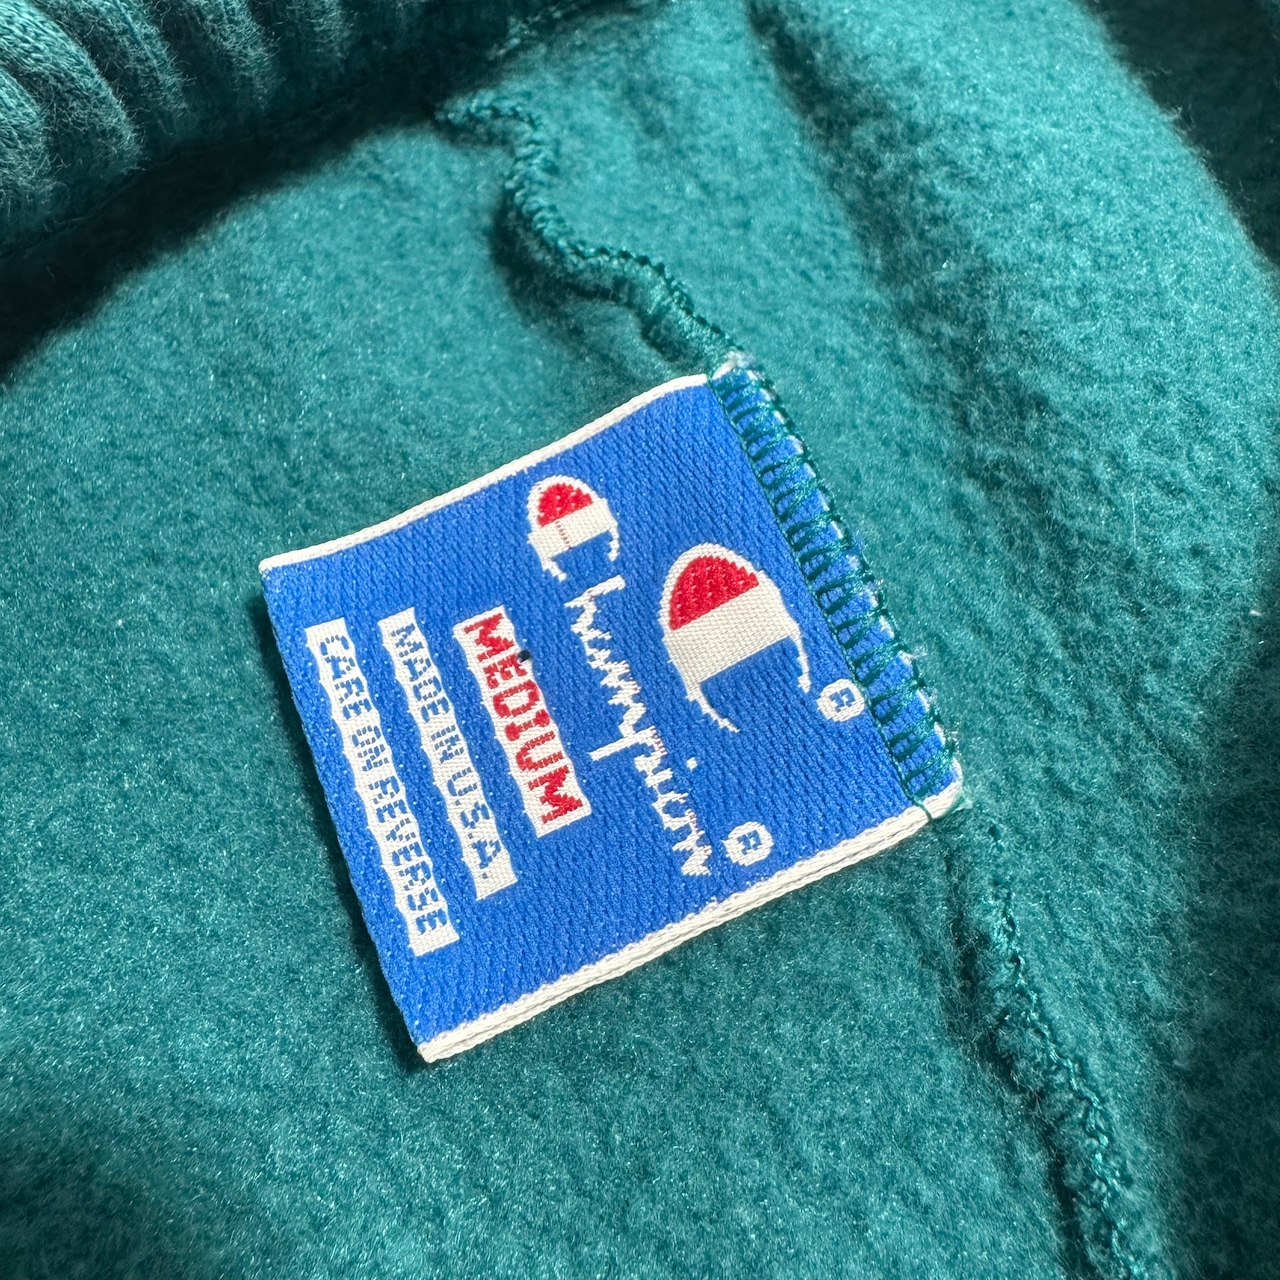 ®
Champion®
MEDIUM
MADE IN U.S.A.
CARE ON REVERSE